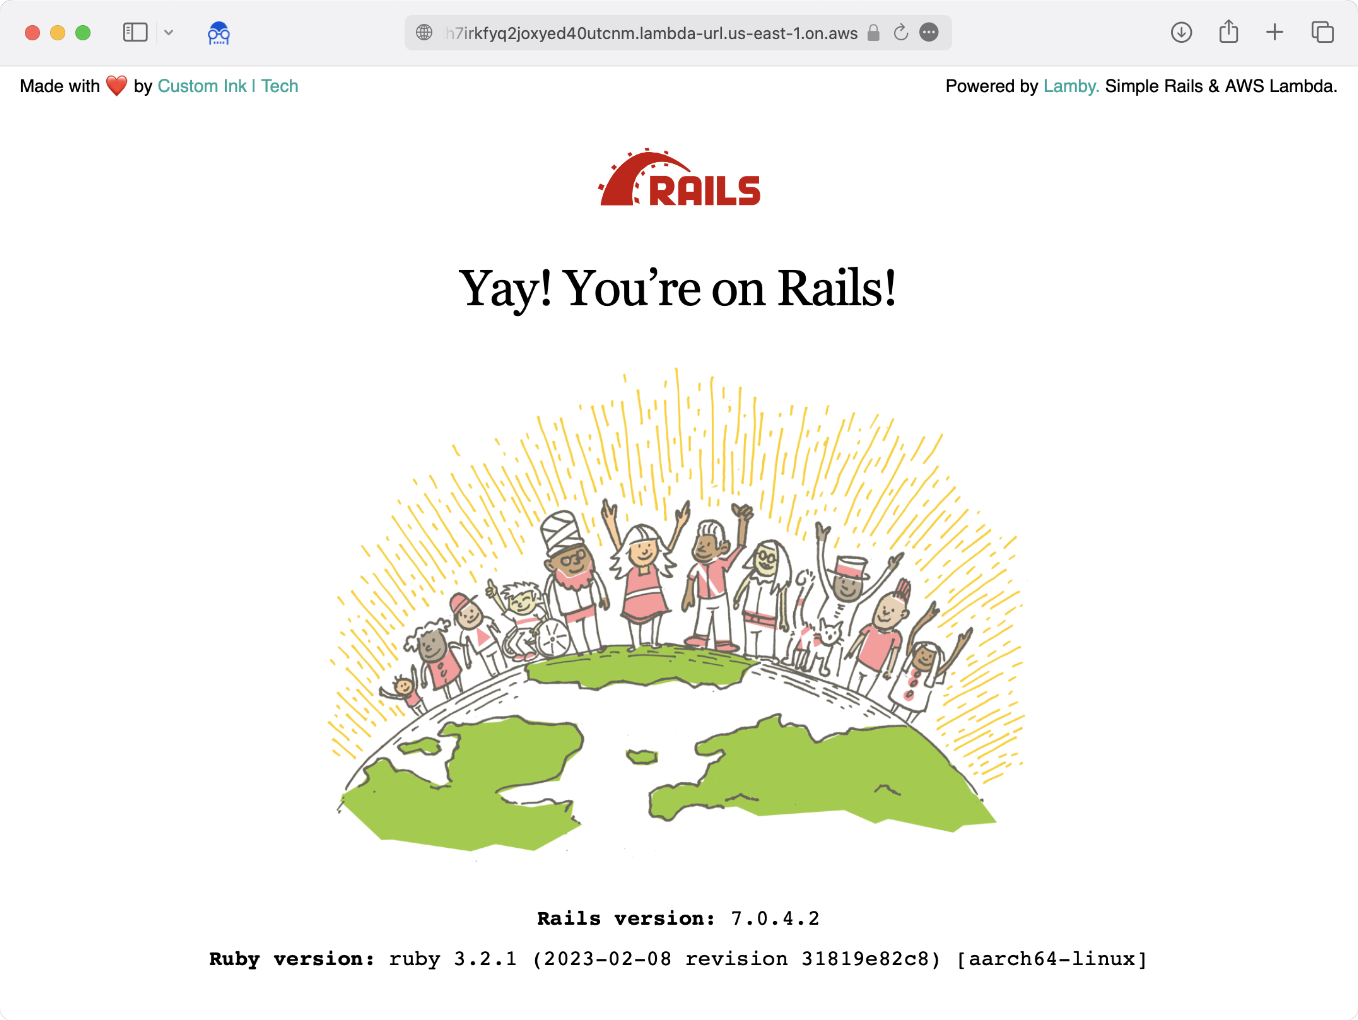 h7irkfyq2joxyed40utcnm.lambda-url.us-east-1.on.aws
Made with ❤️ by Custom Ink | Tech
Powered by Lamby. Simple Rails & AWS Lambda.
RAILS
Yay! You’re on Rails!
Rails version: 7.0.4.2
Ruby version: ruby 3.2.1 (2023-02-08 revision 31819e82c8) [aarch64-linux]